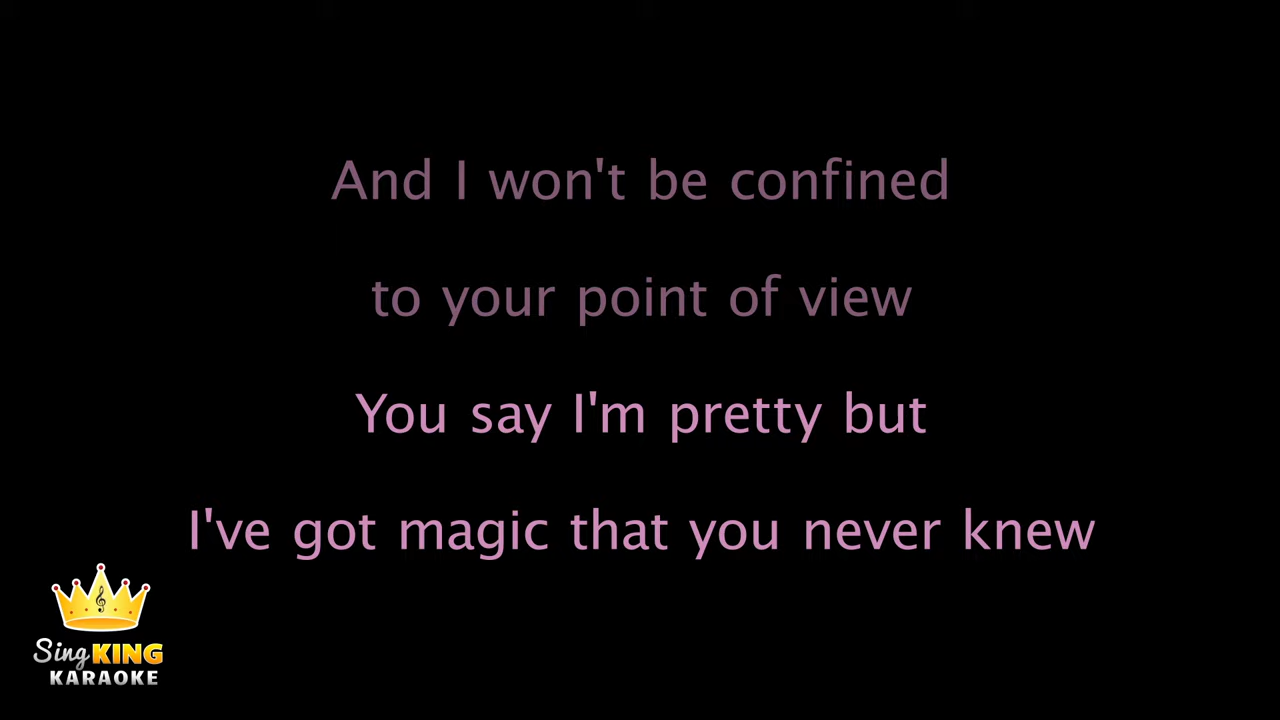 And I won't be confined
to your point of view
You say I'm pretty but
I've got magic that you never knew
Sing KING
KARAOKE